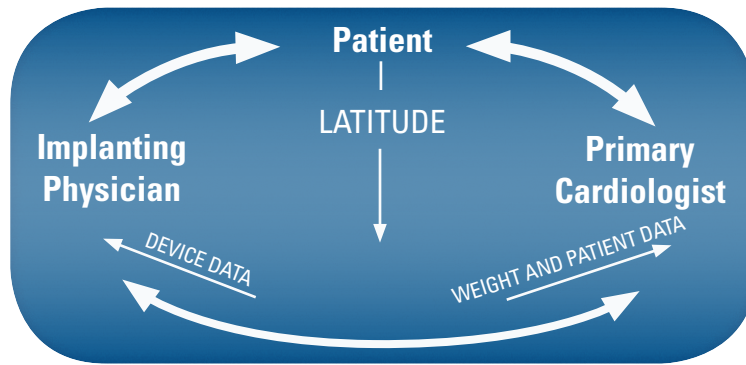 Patient
LATITUDE
Implanting
Physician
Primary
Cardiologist
DEVICE DATA
WEIGHT AND PATIENT DATA